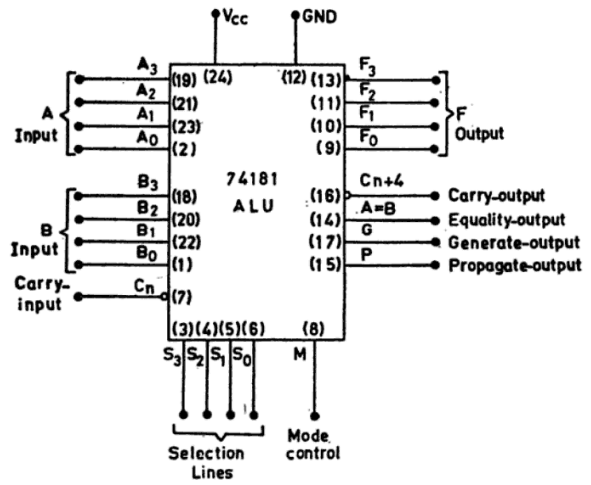 Vcc GND
A3 (19) (24) (12) (13) F3
A2 (21) (11) F2
A Input
A1 (23) (10) F1
F Output
A0 (2) (9) F0
74181
ALU
B3 (18) (16) Cn+4 Carry-output
B2 (20) (14) A=B Equality-output
B Input
B1 (22) (17) G Generate-output
B0 (1) (15) P Propagate-output
Carry-input
Cn (7)
(3) (4) (5) (6) (8)
S3 S2 S1 S0 M
Selection
Lines
Mode
control